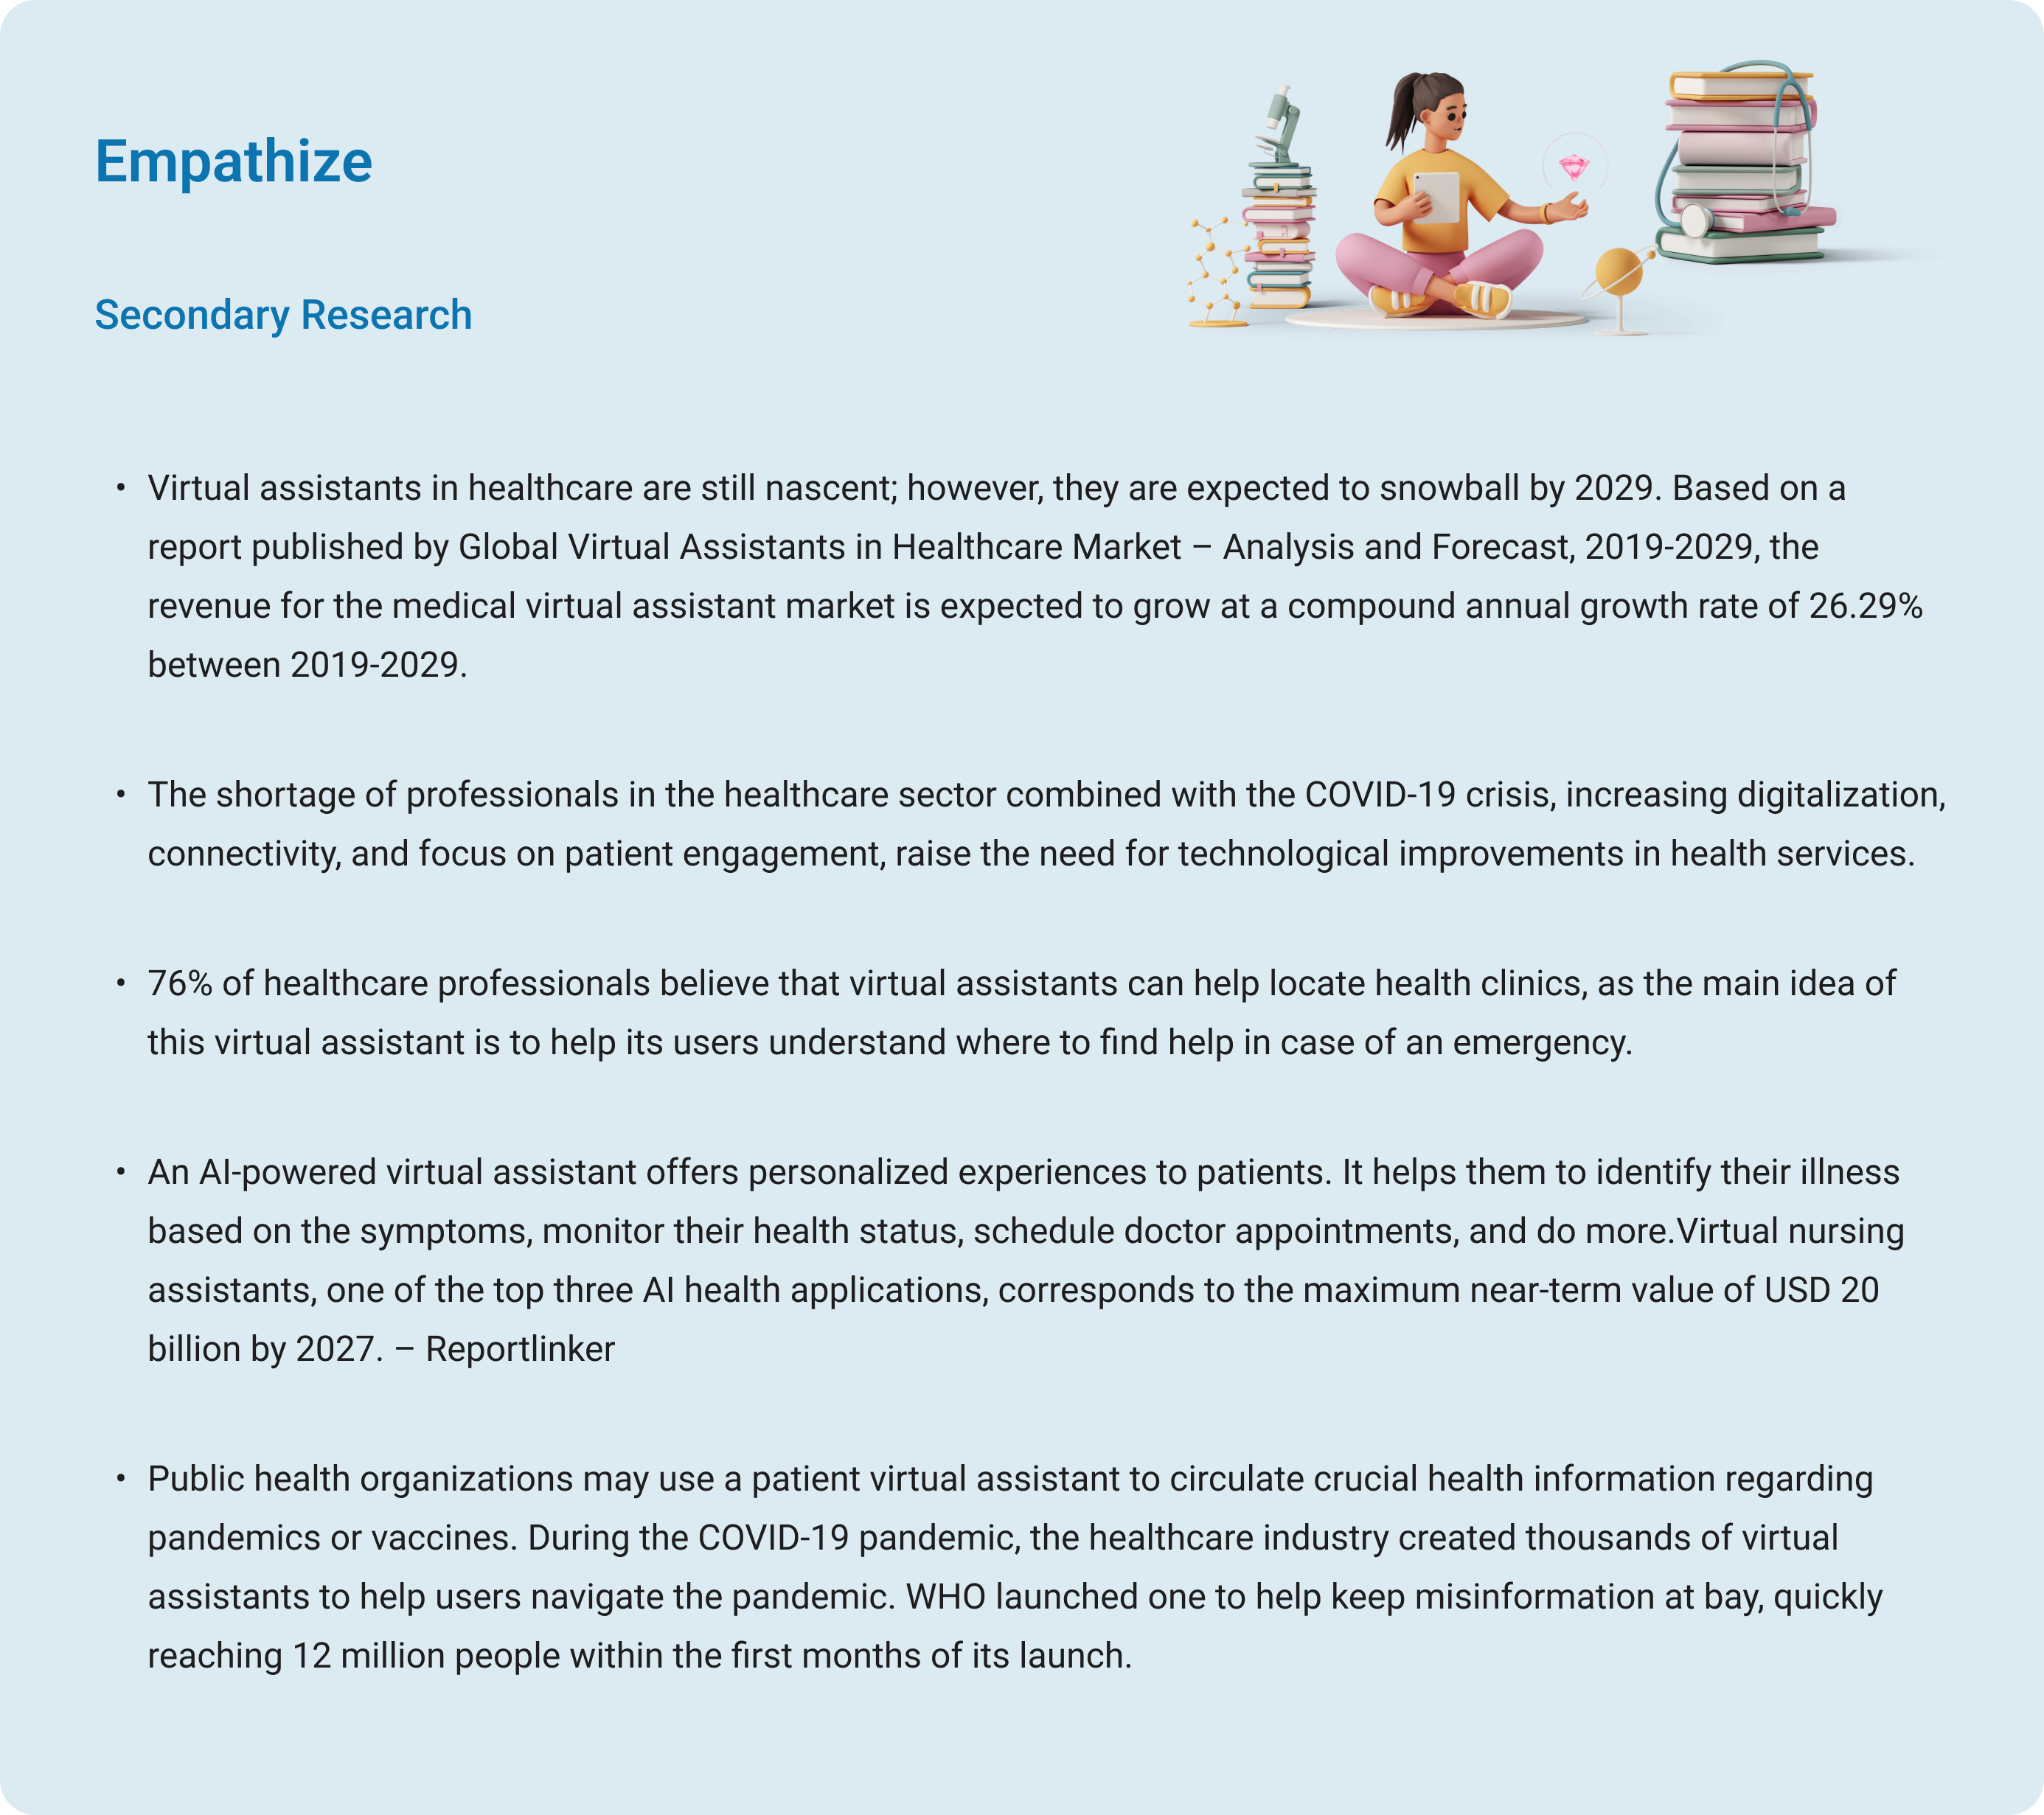 Empathize
Secondary Research
• Virtual assistants in healthcare are still nascent; however, they are expected to snowball by 2029. Based on a
report published by Global Virtual Assistants in Healthcare Market – Analysis and Forecast, 2019-2029, the
revenue for the medical virtual assistant market is expected to grow at a compound annual growth rate of 26.29%
between 2019-2029.
• The shortage of professionals in the healthcare sector combined with the COVID-19 crisis, increasing digitalization,
connectivity, and focus on patient engagement, raise the need for technological improvements in health services.
• 76% of healthcare professionals believe that virtual assistants can help locate health clinics, as the main idea of
this virtual assistant is to help its users understand where to find help in case of an emergency.
• An AI-powered virtual assistant offers personalized experiences to patients. It helps them to identify their illness
based on the symptoms, monitor their health status, schedule doctor appointments, and do more.Virtual nursing
assistants, one of the top three AI health applications, corresponds to the maximum near-term value of USD 20
billion by 2027. – Reportlinker
• Public health organizations may use a patient virtual assistant to circulate crucial health information regarding
pandemics or vaccines. During the COVID-19 pandemic, the healthcare industry created thousands of virtual
assistants to help users navigate the pandemic. WHO launched one to help keep misinformation at bay, quickly
reaching 12 million people within the first months of its launch.